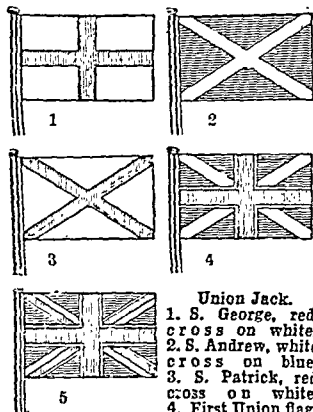 1
2
3
4
5
Union Jack.
1. S. George, red
cross on white
2. S. Andrew, white
cross on blue
3. S. Patrick, red
cross on white
4. First Union flag